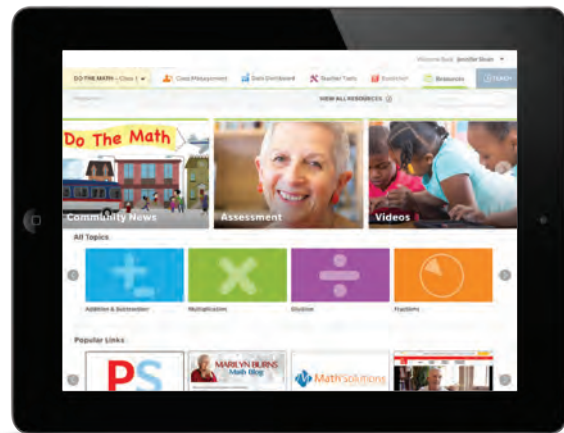 Welcome back, Jennifer Sloan
DO THE MATH - Class 1
Class Management
Data Dashboard
Teacher Tools
Bookshelf
Resources
TEACH
VIEW ALL RESOURCES
Do The Math
Community News
Assessment
Videos
All Topics
Addition & Subtraction
Multiplication
Division
Fractions
Popular Links
PS
MARILYN BURNS
Math Blog
Math Solutions